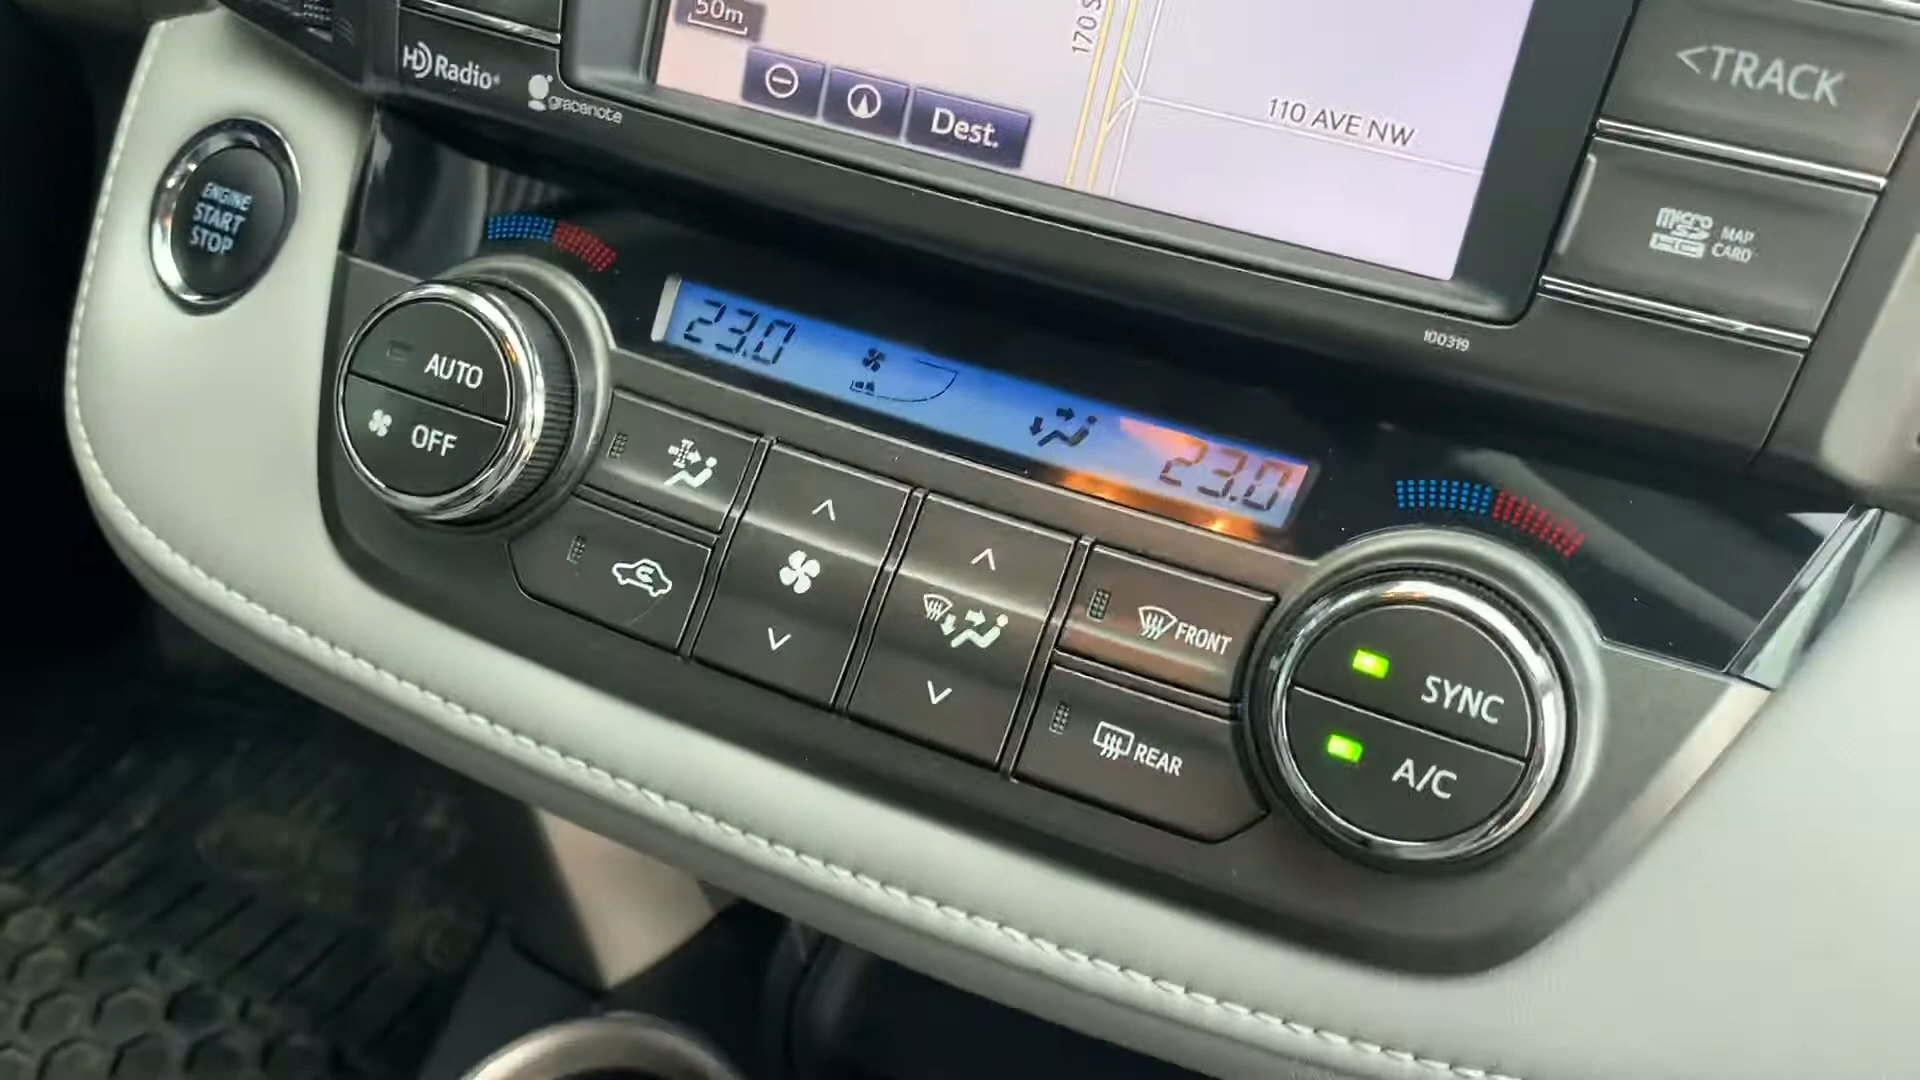 50m
170 S
HD Radio
gracenote
Dest.
110 AVE NW
<TRACK
ENGINE
START
STOP
micro
SD
HC
MAP
CARD
100319
23.0
23.0
AUTO
OFF
FRONT
REAR
SYNC
A/C